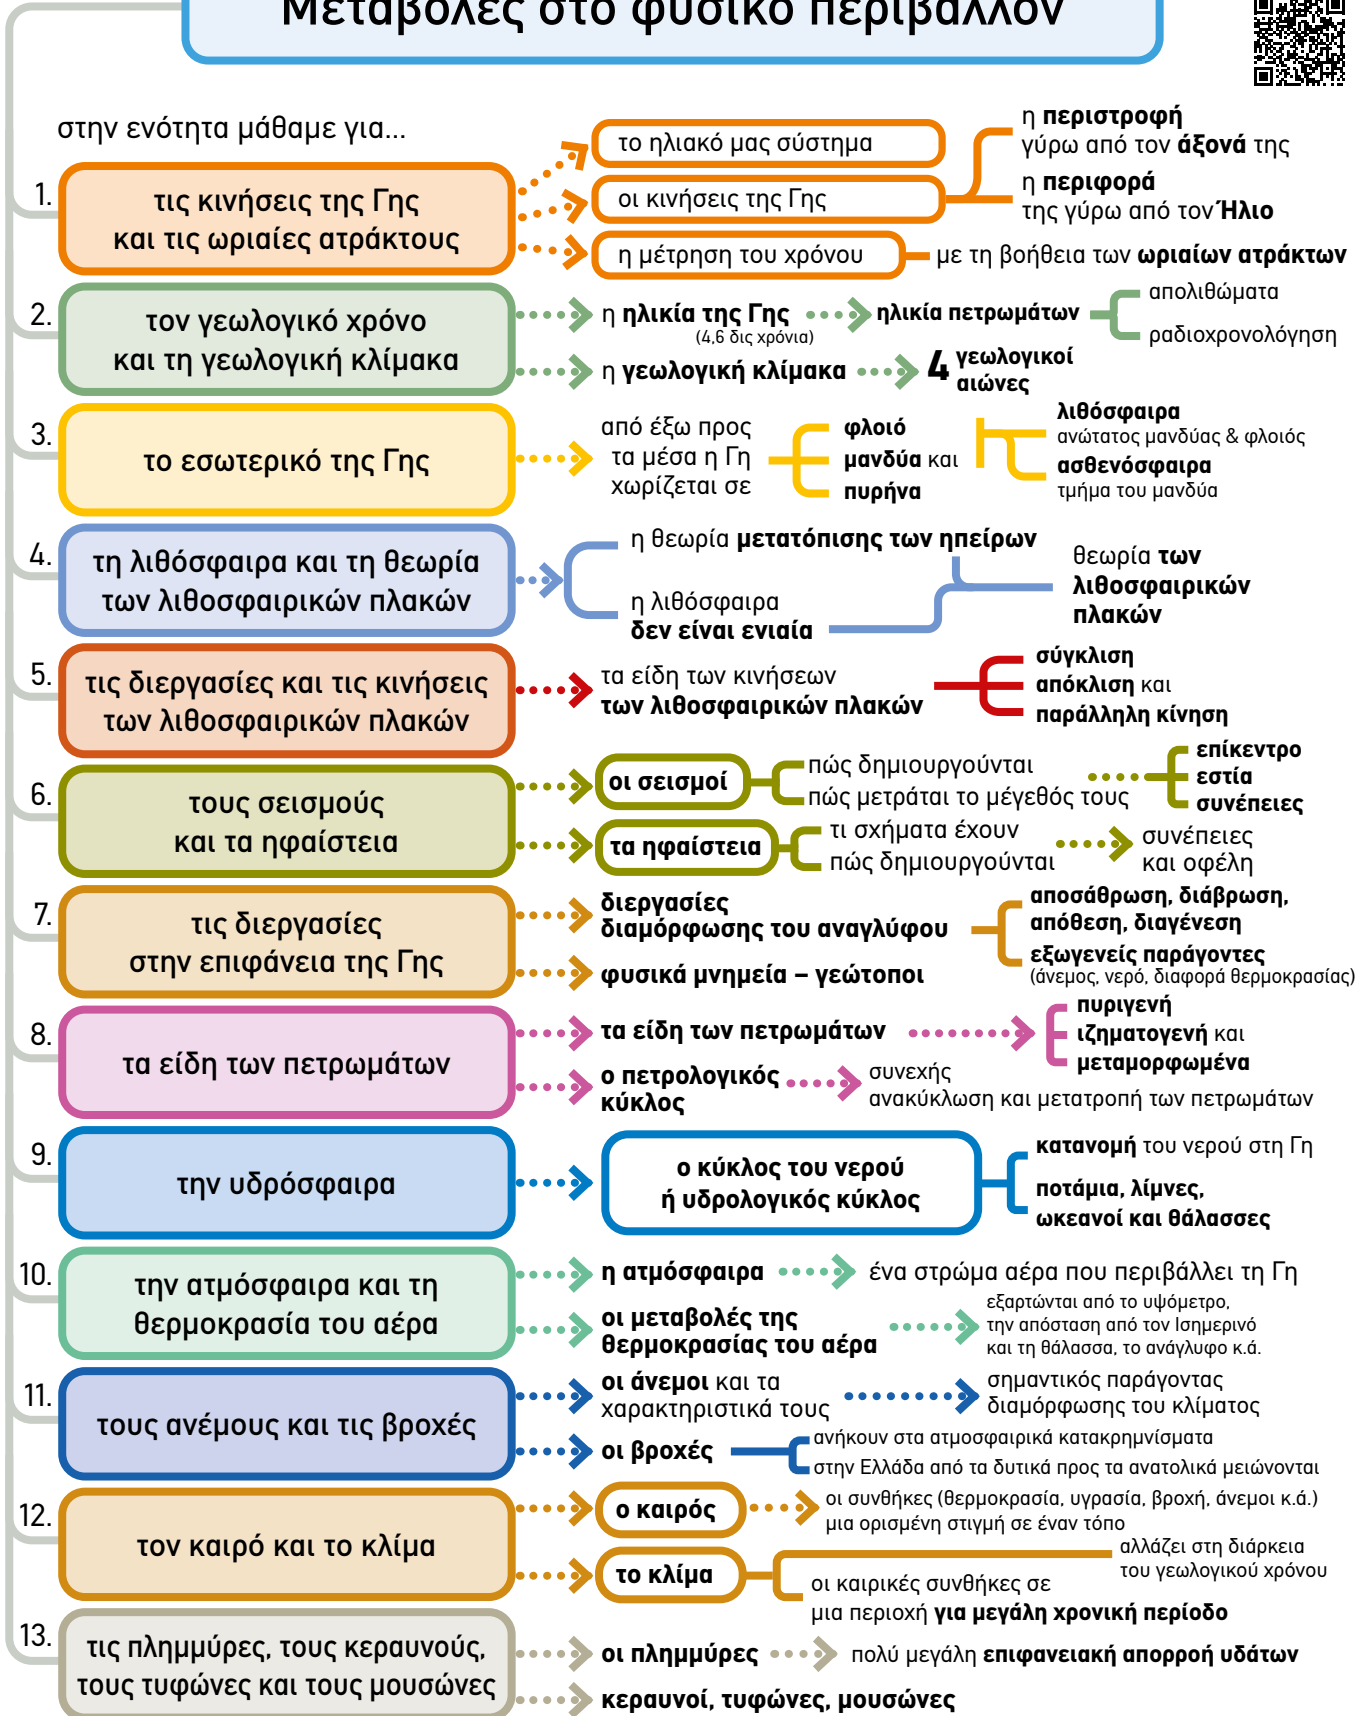 Μεταβολές στο φυσικό περιβάλλον
στην ενότητα μάθαμε για...
1.
τις κινήσεις της Γης
και τις ωριαίες ατράκτους
το ηλιακό μας σύστημα
οι κινήσεις της Γης
η περιστροφή
γύρω από τον άξονά της
η περιφορά
της γύρω από τον Ήλιο
η μέτρηση του χρόνου
με τη βοήθεια των ωριαίων ατράκτων
2.
τον γεωλογικό χρόνο
και τη γεωλογική κλίμακα
η ηλικία της Γης
(4,6 δις χρόνια)
ηλικία πετρωμάτων
απολιθώματα
ραδιοχρονολόγηση
η γεωλογική κλίμακα
4 γεωλογικοί
αιώνες
3.
το εσωτερικό της Γης
από έξω προς
τα μέσα η Γη
χωρίζεται σε
φλοιό
μανδύα και
πυρήνα
λιθόσφαιρα
ανώτατος μανδύας & φλοιός
ασθενόσφαιρα
τμήμα του μανδύα
4.
τη λιθόσφαιρα και τη θεωρία
των λιθοσφαιρικών πλακών
η θεωρία μετατόπισης των ηπείρων
η λιθόσφαιρα
δεν είναι ενιαία
θεωρία των
λιθοσφαιρικών
πλακών
5.
τις διεργασίες και τις κινήσεις
των λιθοσφαιρικών πλακών
τα είδη των κινήσεων
των λιθοσφαιρικών πλακών
σύγκλιση
απόκλιση και
παράλληλη κίνηση
6.
τους σεισμούς
και τα ηφαίστεια
οι σεισμοί
πώς δημιουργούνται
πώς μετράται το μέγεθός τους
επίκεντρο
εστία
συνέπειες
τα ηφαίστεια
τι σχήματα έχουν
πώς δημιουργούνται
συνέπειες
και οφέλη
7.
τις διεργασίες
στην επιφάνεια της Γης
διεργασίες
διαμόρφωσης του αναγλύφου
αποσάθρωση, διάβρωση,
απόθεση, διαγένεση
εξωγενείς παράγοντες
(άνεμος, νερό, διαφορά θερμοκρασίας)
φυσικά μνημεία – γεώτοποι
8.
τα είδη των πετρωμάτων
τα είδη των πετρωμάτων
πυριγενή
ιζηματογενή και
μεταμορφωμένα
ο πετρολογικός
κύκλος
συνεχής
ανακύκλωση και μετατροπή των πετρωμάτων
9.
την υδρόσφαιρα
ο κύκλος του νερού
ή υδρολογικός κύκλος
κατανομή του νερού στη Γη
ποτάμια, λίμνες,
ωκεανοί και θάλασσες
10.
την ατμόσφαιρα και τη
θερμοκρασία του αέρα
η ατμόσφαιρα
ένα στρώμα αέρα που περιβάλλει τη Γη
οι μεταβολές της
θερμοκρασίας του αέρα
εξαρτώνται από το υψόμετρο,
την απόσταση από τον Ισημερινό
και τη θάλασσα, το ανάγλυφο κ.ά.
11.
τους ανέμους και τις βροχές
οι άνεμοι και τα
χαρακτηριστικά τους
σημαντικός παράγοντας
διαμόρφωσης του κλίματος
οι βροχές
ανήκουν στα ατμοσφαιρικά κατακρημνίσματα
στην Ελλάδα από τα δυτικά προς τα ανατολικά μειώνονται
12.
τον καιρό και το κλίμα
ο καιρός
οι συνθήκες (θερμοκρασία, υγρασία, βροχή, άνεμοι κ.ά.)
μια ορισμένη στιγμή σε έναν τόπο
το κλίμα
αλλάζει στη διάρκεια
του γεωλογικού χρόνου
οι καιρικές συνθήκες σε
μια περιοχή για μεγάλη χρονική περίοδο
13.
τις πλημμύρες, τους κεραυνούς,
τους τυφώνες και τους μουσώνες
οι πλημμύρες
πολύ μεγάλη επιφανειακή απορροή υδάτων
κεραυνοί, τυφώνες, μουσώνες